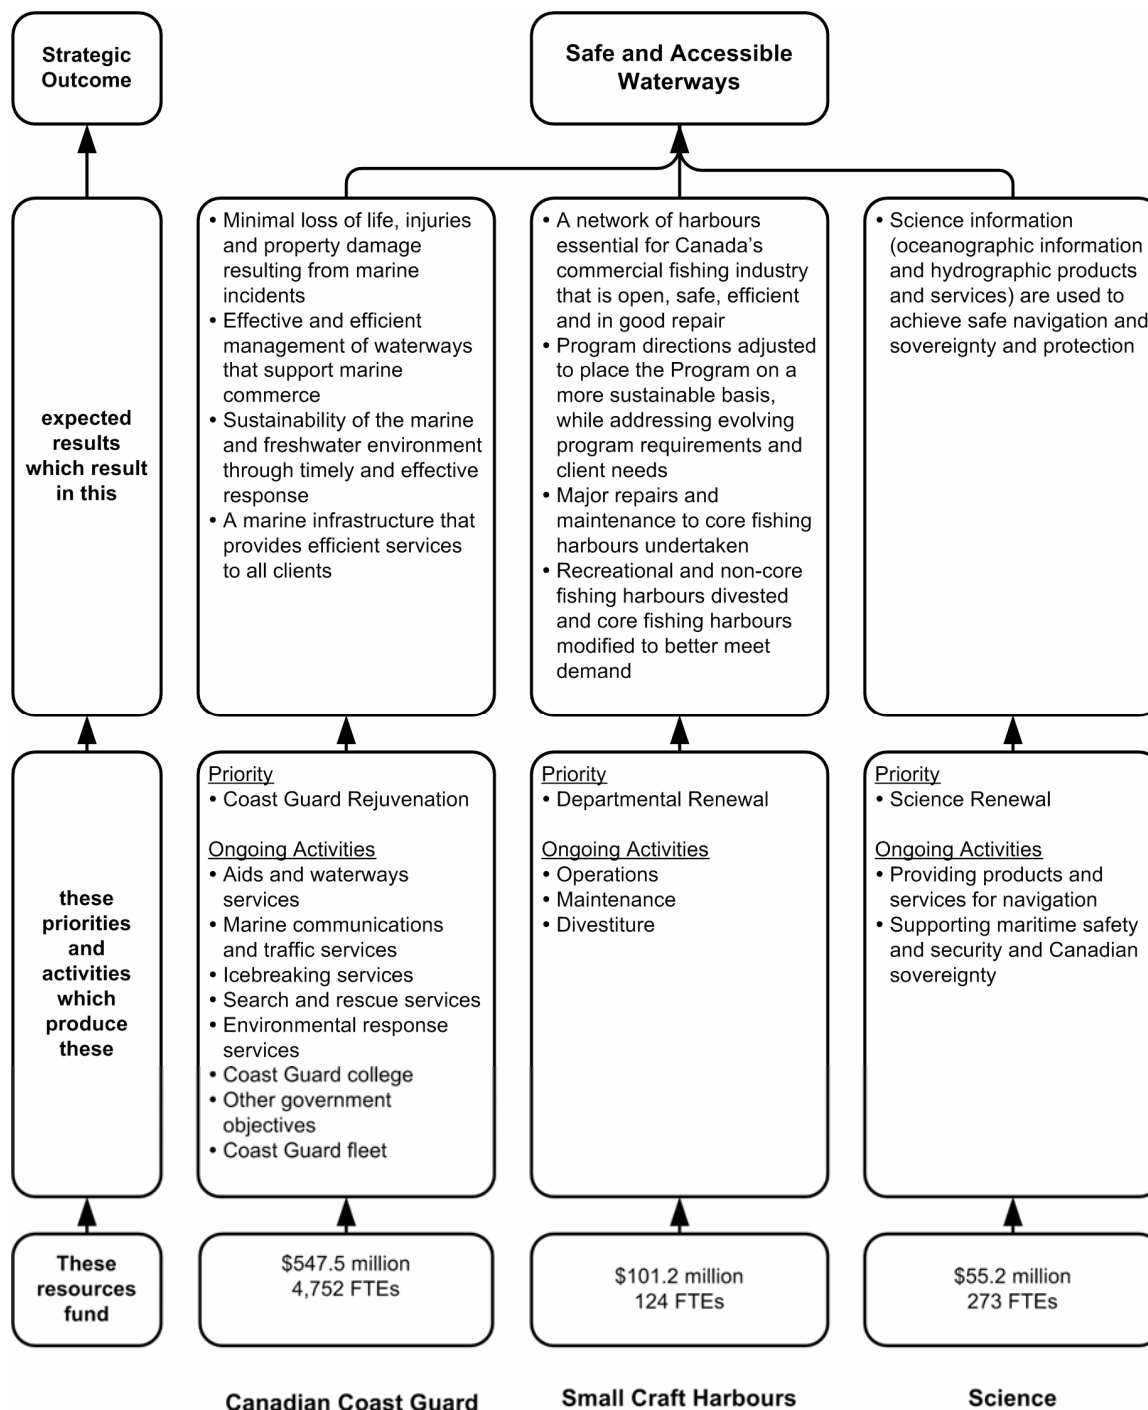 Strategic
Outcome
Safe and Accessible
Waterways
expected
results
which result
in this
• Minimal loss of life, injuries
and property damage
resulting from marine
incidents
• Effective and efficient
management of waterways
that support marine
commerce
• Sustainability of the marine
and freshwater environment
through timely and effective
response
• A marine infrastructure that
provides efficient services
to all clients
• A network of harbours
essential for Canada's
commercial fishing industry
that is open, safe, efficient
and in good repair
• Program directions adjusted
to place the Program on a
more sustainable basis,
while addressing evolving
program requirements and
client needs
• Major repairs and
maintenance to core fishing
harbours undertaken
• Recreational and non-core
fishing harbours divested
and core fishing harbours
modified to better meet
demand
• Science information
(oceanographic information
and hydrographic products
and services) are used to
achieve safe navigation and
sovereignty and protection
these
priorities
and
activities
which
produce
these
Priority
• Coast Guard Rejuvenation
Ongoing Activities
• Aids and waterways
services
• Marine communications
and traffic services
• Icebreaking services
• Search and rescue services
• Environmental response
services
• Coast Guard college
• Other government
objectives
• Coast Guard fleet
Priority
• Departmental Renewal
Ongoing Activities
• Operations
• Maintenance
• Divestiture
Priority
• Science Renewal
Ongoing Activities
• Providing products and
services for navigation
• Supporting maritime safety
and security and Canadian
sovereignty
These
resources
fund
$547.5 million
4,752 FTEs
$101.2 million
124 FTEs
$55.2 million
273 FTEs
Canadian Coast Guard
Small Craft Harbours
Science